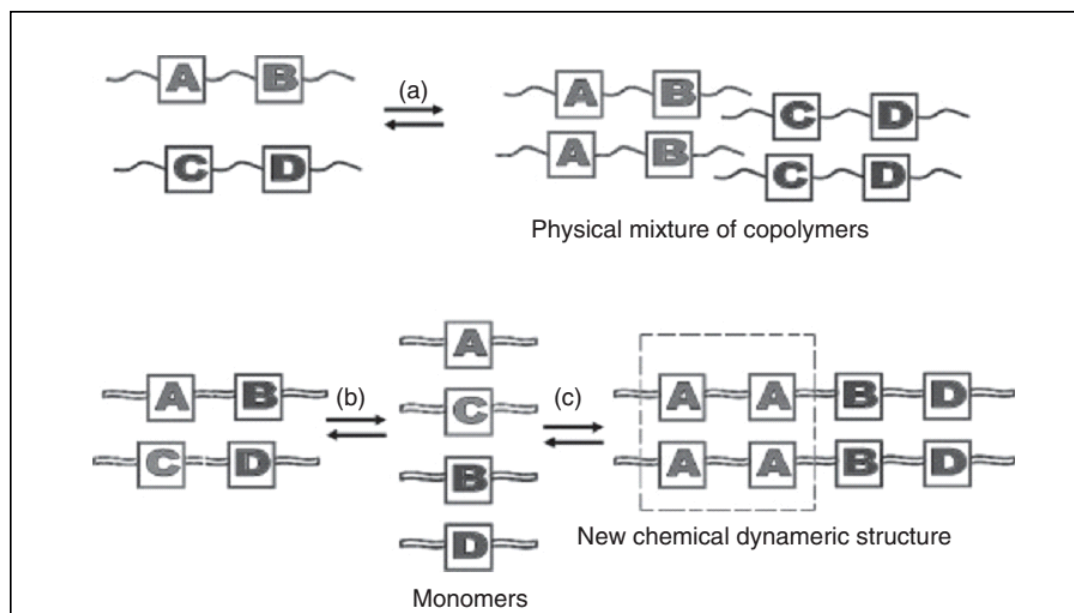 A B
(a)
A B
C D
C D
A B
C D
Physical mixture of copolymers
A
A B
(b)
C
(c)
A A B D
C D
B
A A B D
D
New chemical dynameric structure
Monomers